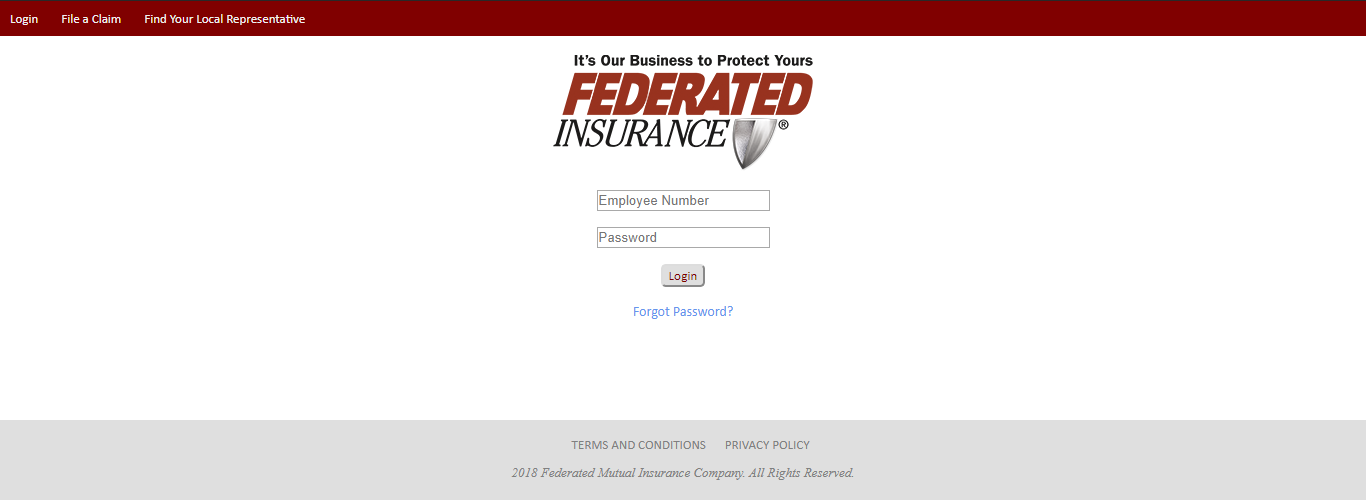 Login File a Claim Find Your Local Representative
It's Our Business to Protect Yours
FEDERATED
INSURANCE®
Employee Number
Password
Login
Forgot Password?
TERMS AND CONDITIONS PRIVACY POLICY
2018 Federated Mutual Insurance Company. All Rights Reserved.